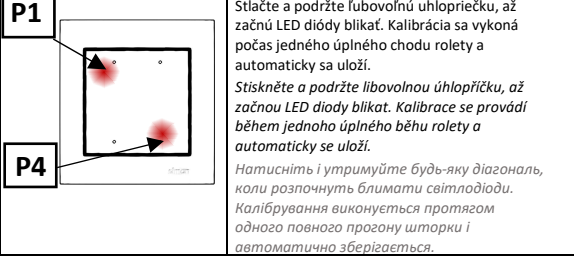 P1
P4
Stlačte a podržte ľubovoľnú uhlopriečku, až
začnú LED diódy blikať. Kalibrácia sa vykoná
počas jedného úplného chodu rolety a
automaticky sa uloží.
Stiskněte a podržte libovolnou úhlopříčku, až
začnou LED diody blikat. Kalibrace se provádí
během jednoho úplného běhu rolety a
automaticky se uloží.
Натисніть і утримуйте будь-яку діагональ,
коли розпочнуть блимати світлодіоди.
Калібрування виконується протягом
одного повного прогону шторки і
автоматично зберігається.